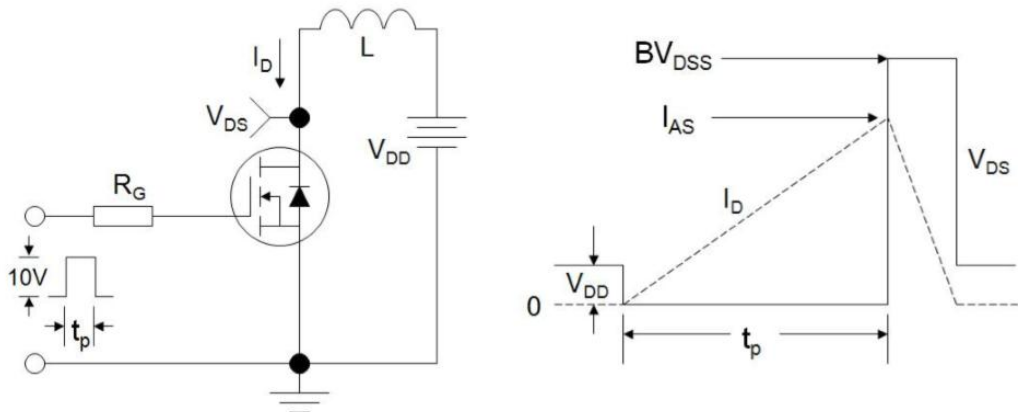 L
I_D
V_DS
V_DD
R_G
10V
t_p
BV_DSS
I_AS
V_DS
I_D
V_DD
0
t_p